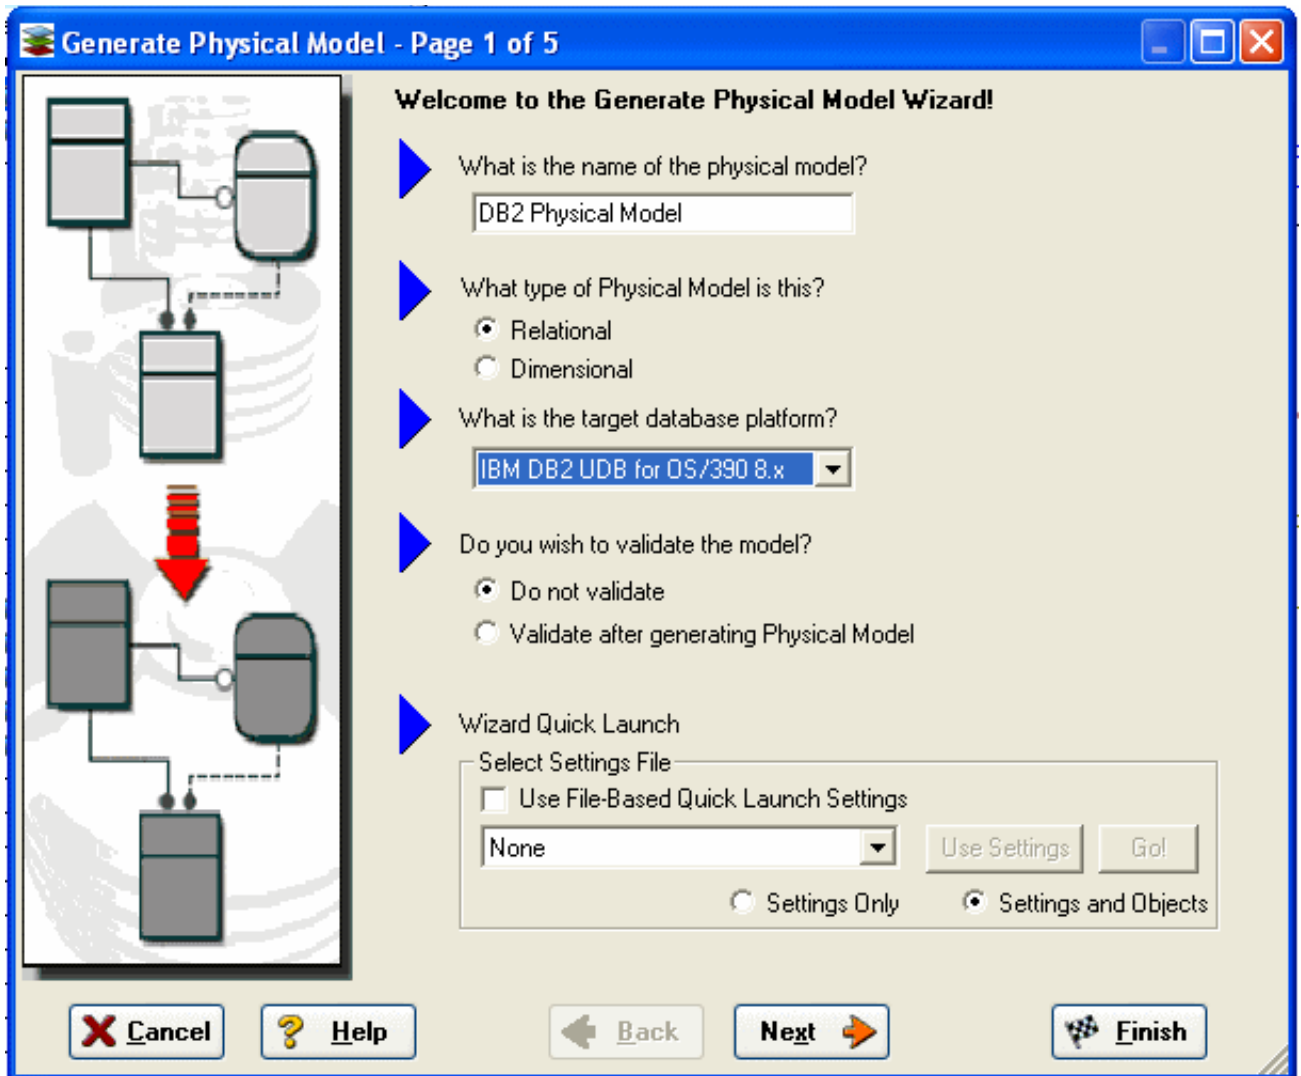 Generate Physical Model - Page 1 of 5
Welcome to the Generate Physical Model Wizard!
What is the name of the physical model?
DB2 Physical Model
What type of Physical Model is this?
Relational
Dimensional
What is the target database platform?
IBM DB2 UDB for OS/390 8.x
Do you wish to validate the model?
Do not validate
Validate after generating Physical Model
Wizard Quick Launch
Select Settings File
Use File-Based Quick Launch Settings
None
Use Settings
Go!
Settings Only
Settings and Objects
Cancel
Help
Back
Next
Finish